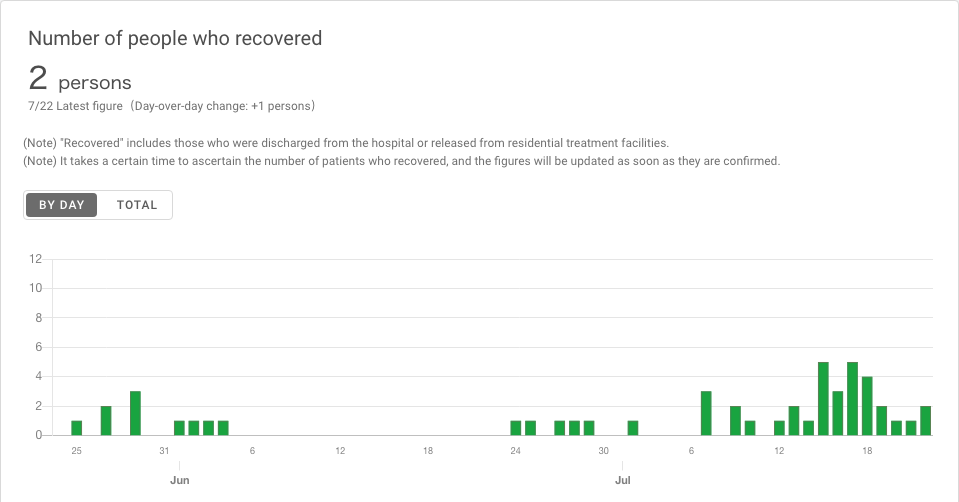 Number of people who recovered
2 persons
7/22 Latest figure（Day-over-day change: +1 persons）
(Note) "Recovered" includes those who were discharged from the hospital or released from residential treatment facilities.
(Note) It takes a certain time to ascertain the number of patients who recovered, and the figures will be updated as soon as they are confirmed.
BY DAY TOTAL
12
10
8
6
4
2
0
25 31 6 12 18 24 30 6 12 18
Jun Jul